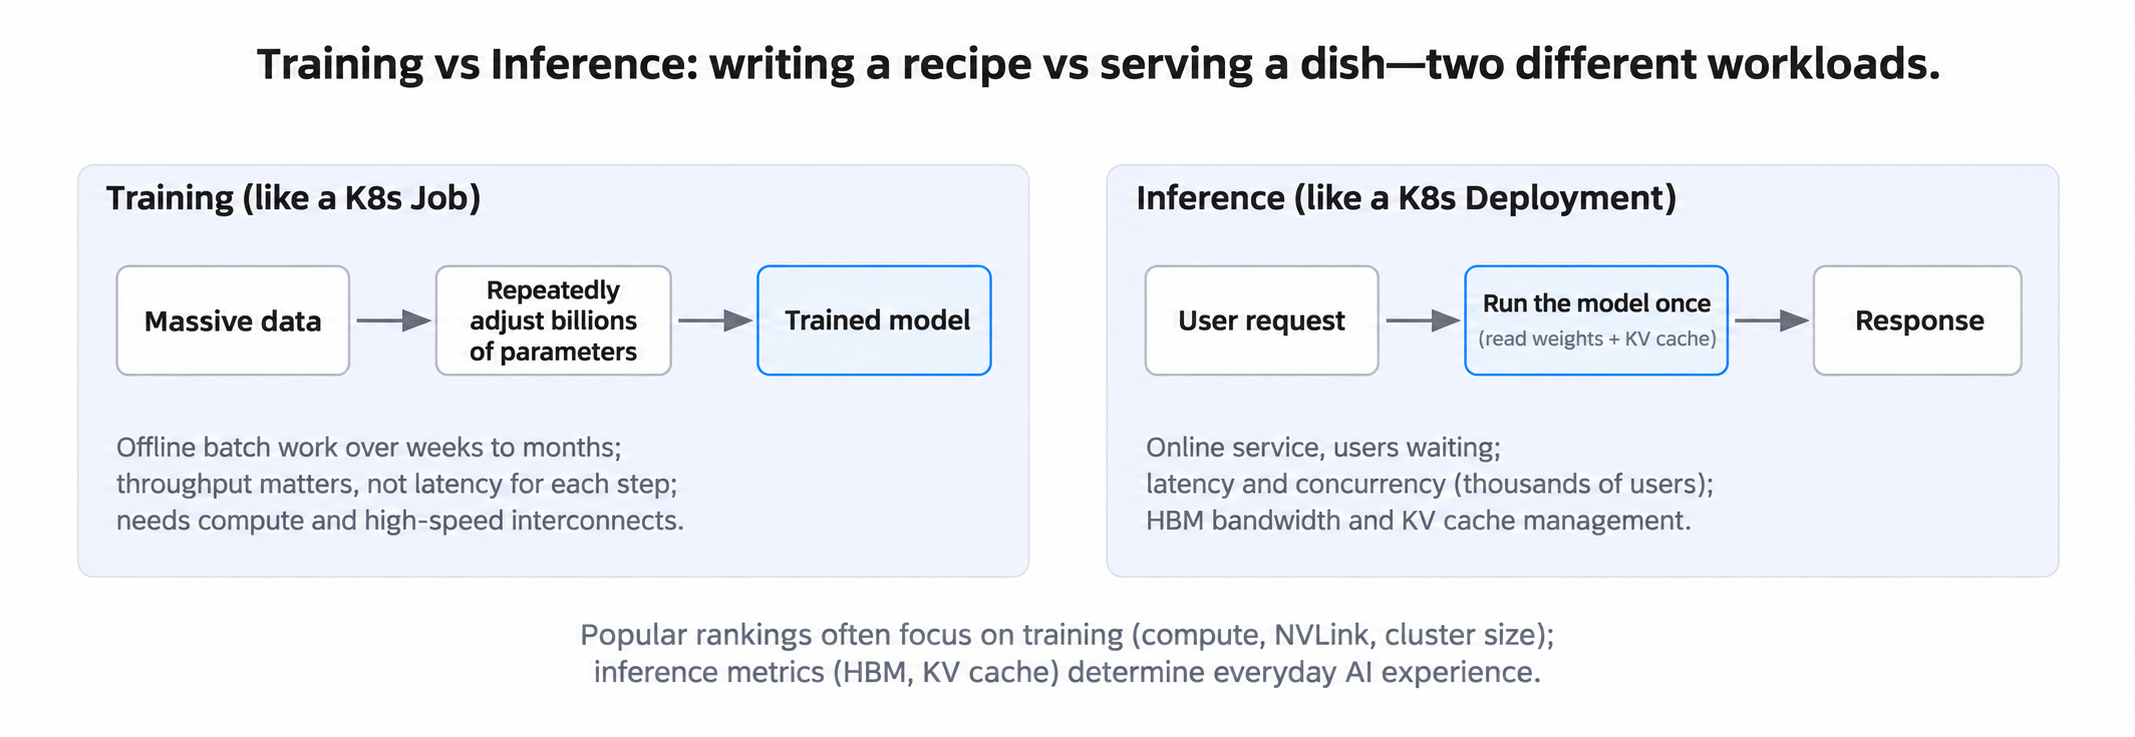 Training vs Inference: writing a recipe vs serving a dish—two different workloads.
Training (like a K8s Job)
Massive data
Repeatedly
adjust billions
of parameters
Trained model
Offline batch work over weeks to months;
throughput matters, not latency for each step;
needs compute and high-speed interconnects.
Inference (like a K8s Deployment)
User request
Run the model once
(read weights + KV cache)
Response
Online service, users waiting;
latency and concurrency (thousands of users);
HBM bandwidth and KV cache management.
Popular rankings often focus on training (compute, NVLink, cluster size);
inference metrics (HBM, KV cache) determine everyday AI experience.